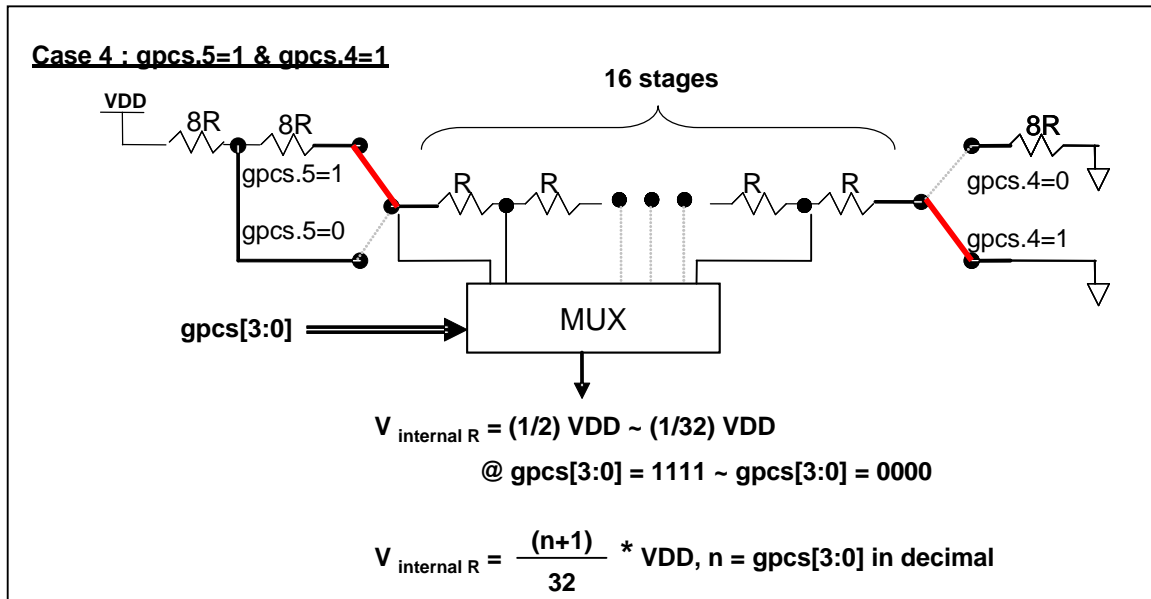 Case 4 : gpcs.5=1 & gpcs.4=1
16 stages
VDD
8R
8R
8R
gpcs.5=1
R
R
R
R
gpcs.4=0
gpcs.5=0
gpcs.4=1
MUX
gpcs[3:0]
V internal R = (1/2) VDD ~ (1/32) VDD
@ gpcs[3:0] = 1111 ~ gpcs[3:0] = 0000
V internal R = (n+1) / 32 * VDD, n = gpcs[3:0] in decimal